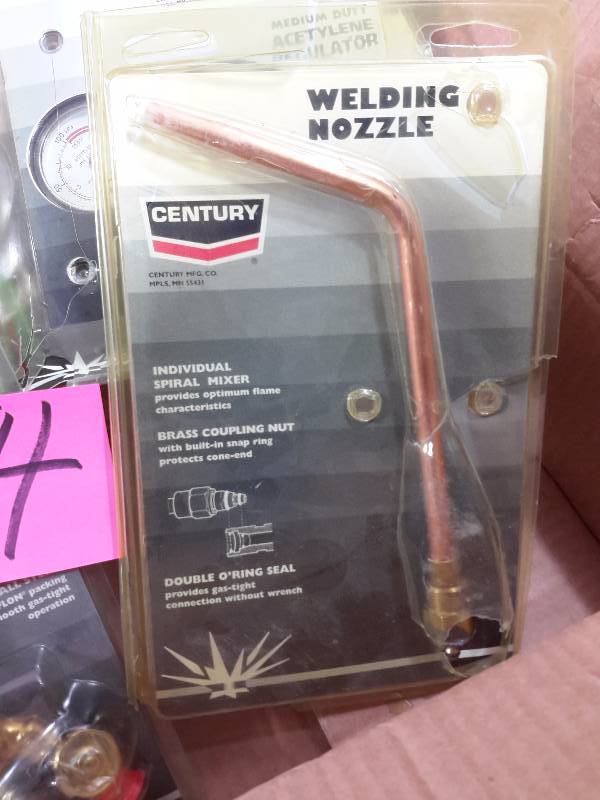 MEDIUM DUTY
ACETYLENE
REGULATOR
WELDING
NOZZLE
CENTURY
®
CENTURY MFG. CO.
MPLS, MN 55431
INDIVIDUAL
SPIRAL MIXER
provides optimum flame
characteristics
BRASS COUPLING NUT
with built-in snap ring
protects cone-end
DOUBLE O'RING SEAL
provides gas-tight
connection without wrench
4
packing
gas-tight
operation